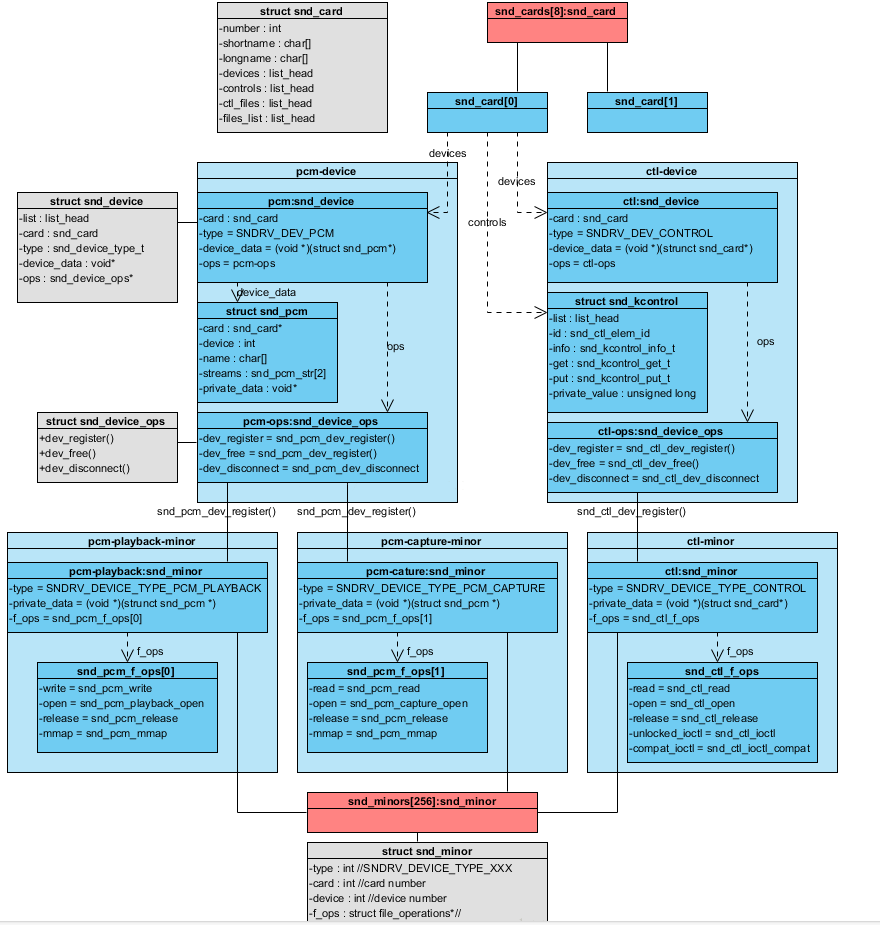 struct snd_card
-number : int
-shortname : char[]
-longname : char[]
-devices : list_head
-controls : list_head
-ctl_files : list_head
-files_list : list_head
snd_cards[8]:snd_card
snd_card[0]
snd_card[1]
devices
devices
controls
struct snd_device
-list : list_head
-card : snd_card
-type : snd_device_type_t
-device_data : void*
-ops : snd_device_ops*
pcm-device
pcm:snd_device
-card : snd_card
-type = SNDRV_DEV_PCM
-device_data = (void *)(struct snd_pcm*)
-ops = pcm-ops
device_data
struct snd_pcm
-card : snd_card*
-device : int
-name : char[]
-streams : snd_pcm_str[2]
-private_data : void*
ops
struct snd_device_ops
+dev_register()
+dev_free()
+dev_disconnect()
pcm-ops:snd_device_ops
-dev_register = snd_pcm_dev_register()
-dev_free = snd_pcm_dev_register()
-dev_disconnect = snd_pcm_dev_disconnect
ctl-device
ctl:snd_device
-card : snd_card
-type = SNDRV_DEV_CONTROL
-device_data = (void *)(strunct snd_card*)
-ops = ctl-ops
struct snd_kcontrol
-list : list_head
-id : snd_ctl_elem_id
-info : snd_kcontrol_info_t
-get : snd_kcontrol_get_t
-put : snd_kcontrol_put_t
-private_value : unsigned long
ops
ctl-ops:snd_device_ops
-dev_register = snd_ctl_dev_register()
-dev_free = snd_ctl_dev_free()
-dev_disconnect = snd_ctl_dev_disconnect
snd_pcm_dev_register()
snd_pcm_dev_register()
snd_ctl_dev_register()
pcm-playback-minor
pcm-playback:snd_minor
-type = SNDRV_DEVICE_TYPE_PCM_PLAYBACK
-private_data = (void *)(strunct snd_pcm *)
-f_ops = snd_pcm_f_ops[0]
f_ops
snd_pcm_f_ops[0]
-write = snd_pcm_write
-open = snd_pcm_playback_open
-release = snd_pcm_release
-mmap = snd_pcm_mmap
pcm-capture-minor
pcm-cature:snd_minor
-type = SNDRV_DEVICE_TYPE_PCM_CAPTURE
-private_data = (void *)(struct snd_pcm *)
-f_ops = snd_pcm_f_ops[1]
f_ops
snd_pcm_f_ops[1]
-read = snd_pcm_read
-open = snd_pcm_capture_open
-release = snd_pcm_release
-mmap = snd_pcm_mmap
ctl-minor
ctl:snd_minor
-type = SNDRV_DEVICE_TYPE_CONTROL
-private_data = (void *)(struct snd_card*)
-f_ops = snd_ctl_f_ops
f_ops
snd_ctl_f_ops
-read = snd_ctl_read
-open = snd_ctl_open
-release = snd_ctl_release
-unlocked_ioctl = snd_ctl_ioctl
-compat_ioctl = snd_ctl_ioctl_compat
snd_minors[256]:snd_minor
struct snd_minor
-type : int //SNDRV_DEVICE_TYPE_XXX
-card : int //card number
-device : int //device number
-f_ops : struct file_operations*//